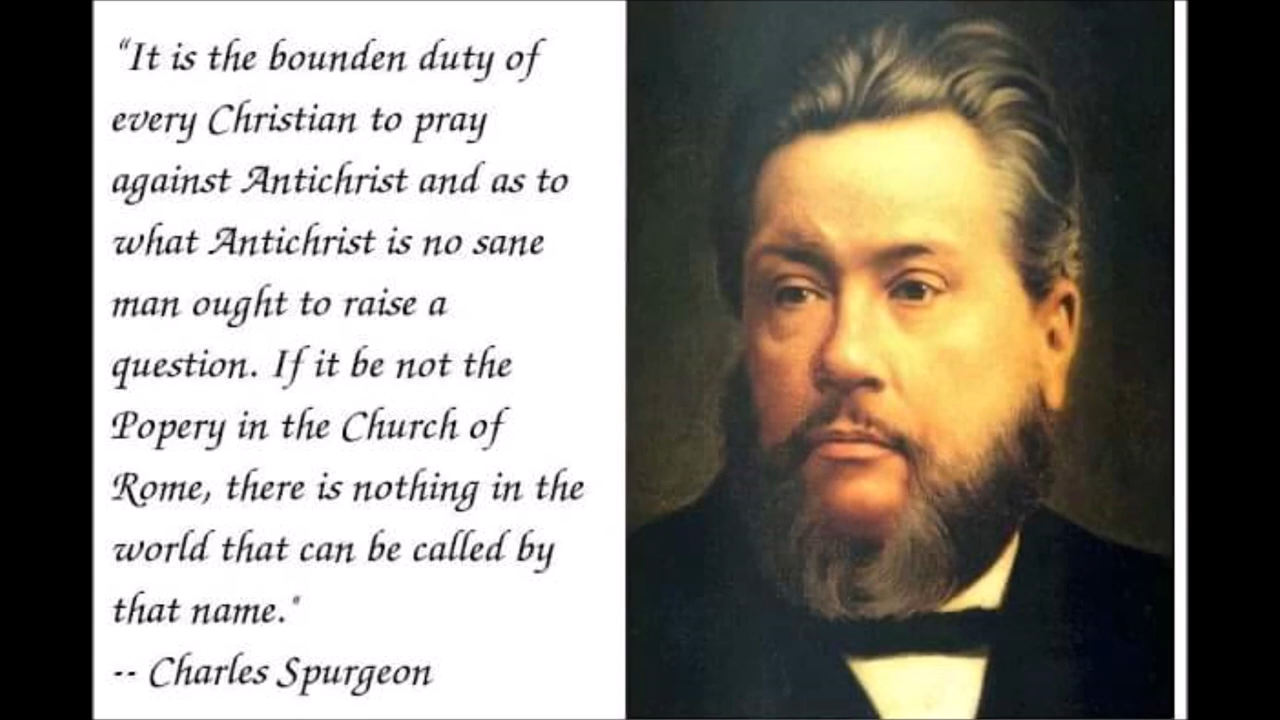 "It is the bounden duty of
every Christian to pray
against Antichrist and as to
what Antichrist is no sane
man ought to raise a
question. If it be not the
Popery in the Church of
Rome, there is nothing in the
world that can be called by
that name."
-- Charles Spurgeon